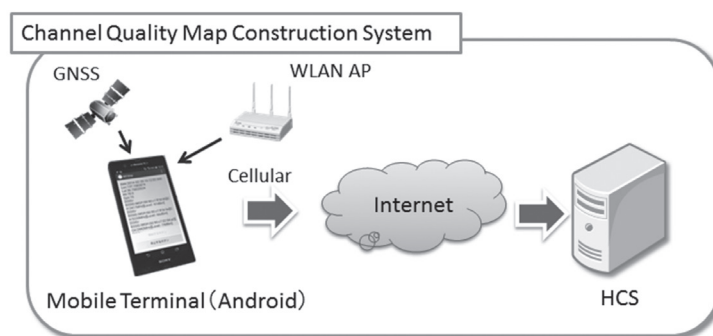 Channel Quality Map Construction System
GNSS
WLAN AP
Cellular
Internet
Mobile Terminal(Android)
HCS